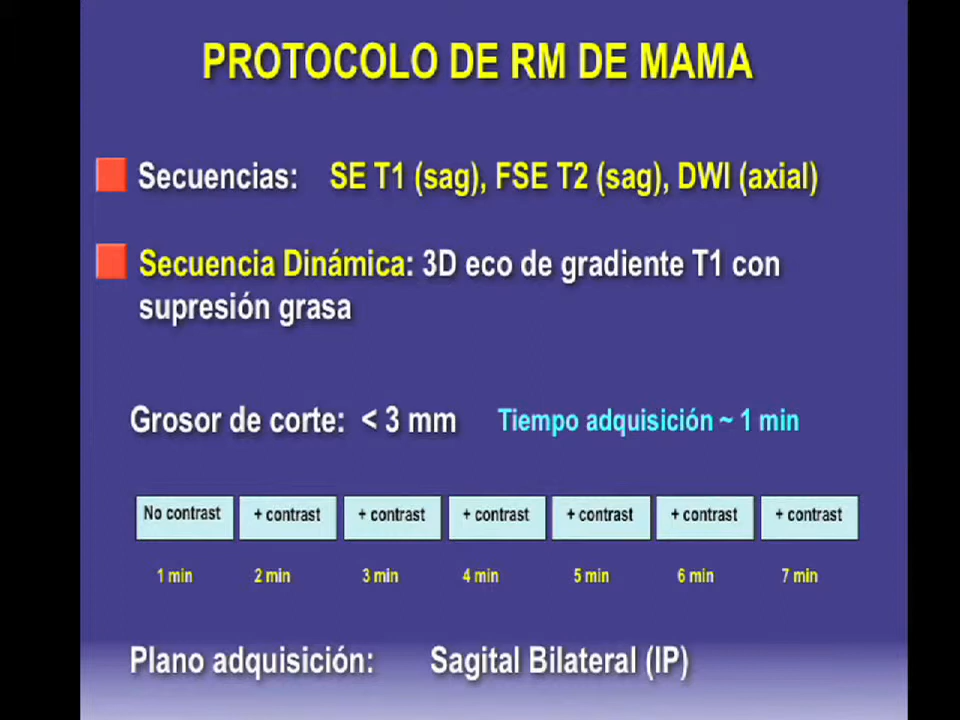 PROTOCOLO DE RM DE MAMA
Secuencias: SE T1 (sag), FSE T2 (sag), DWI (axial)
Secuencia Dinámica: 3D eco de gradiente T1 con
supresión grasa
Grosor de corte: < 3 mm Tiempo adquisición ~ 1 min
No contrast + contrast + contrast + contrast + contrast + contrast + contrast
1 min 2 min 3 min 4 min 5 min 6 min 7 min
Plano adquisición: Sagital Bilateral (IP)